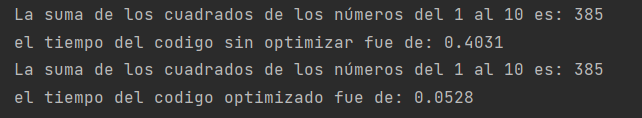 La suma de los cuadrados de los números del 1 al 10 es: 385
el tiempo del codigo sin optimizar fue de: 0.4031
La suma de los cuadrados de los números del 1 al 10 es: 385
el tiempo del codigo optimizado fue de: 0.0528